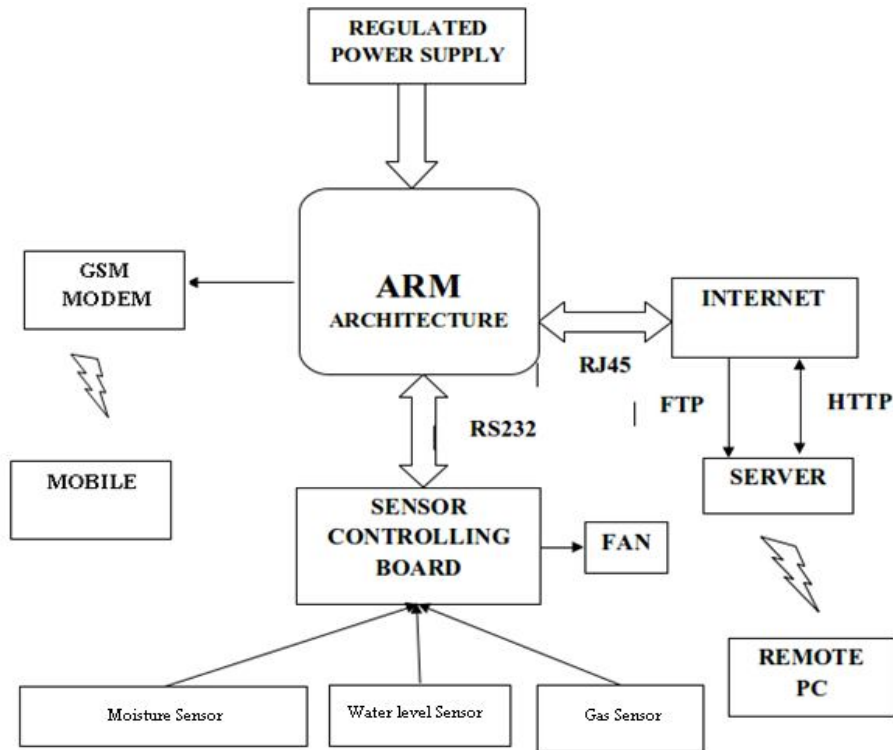 REGULATED
POWER SUPPLY
GSM
MODEM
ARM
ARCHITECTURE
INTERNET
RJ45
FTP
HTTP
RS232
MOBILE
SERVER
SENSOR
CONTROLLING
BOARD
FAN
REMOTE
PC
Moisture Sensor
Water level Sensor
Gas Sensor